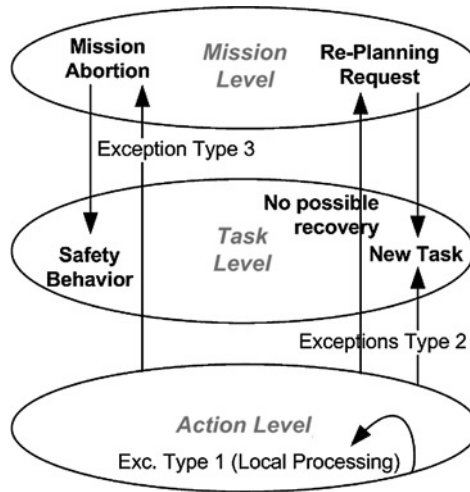 Mission
Abortion
Mission
Level
Re-Planning
Request
Exception Type 3
No possible
recovery
Safety
Behavior
Task
Level
New Task
Exceptions Type 2
Action Level
Exc. Type 1 (Local Processing)